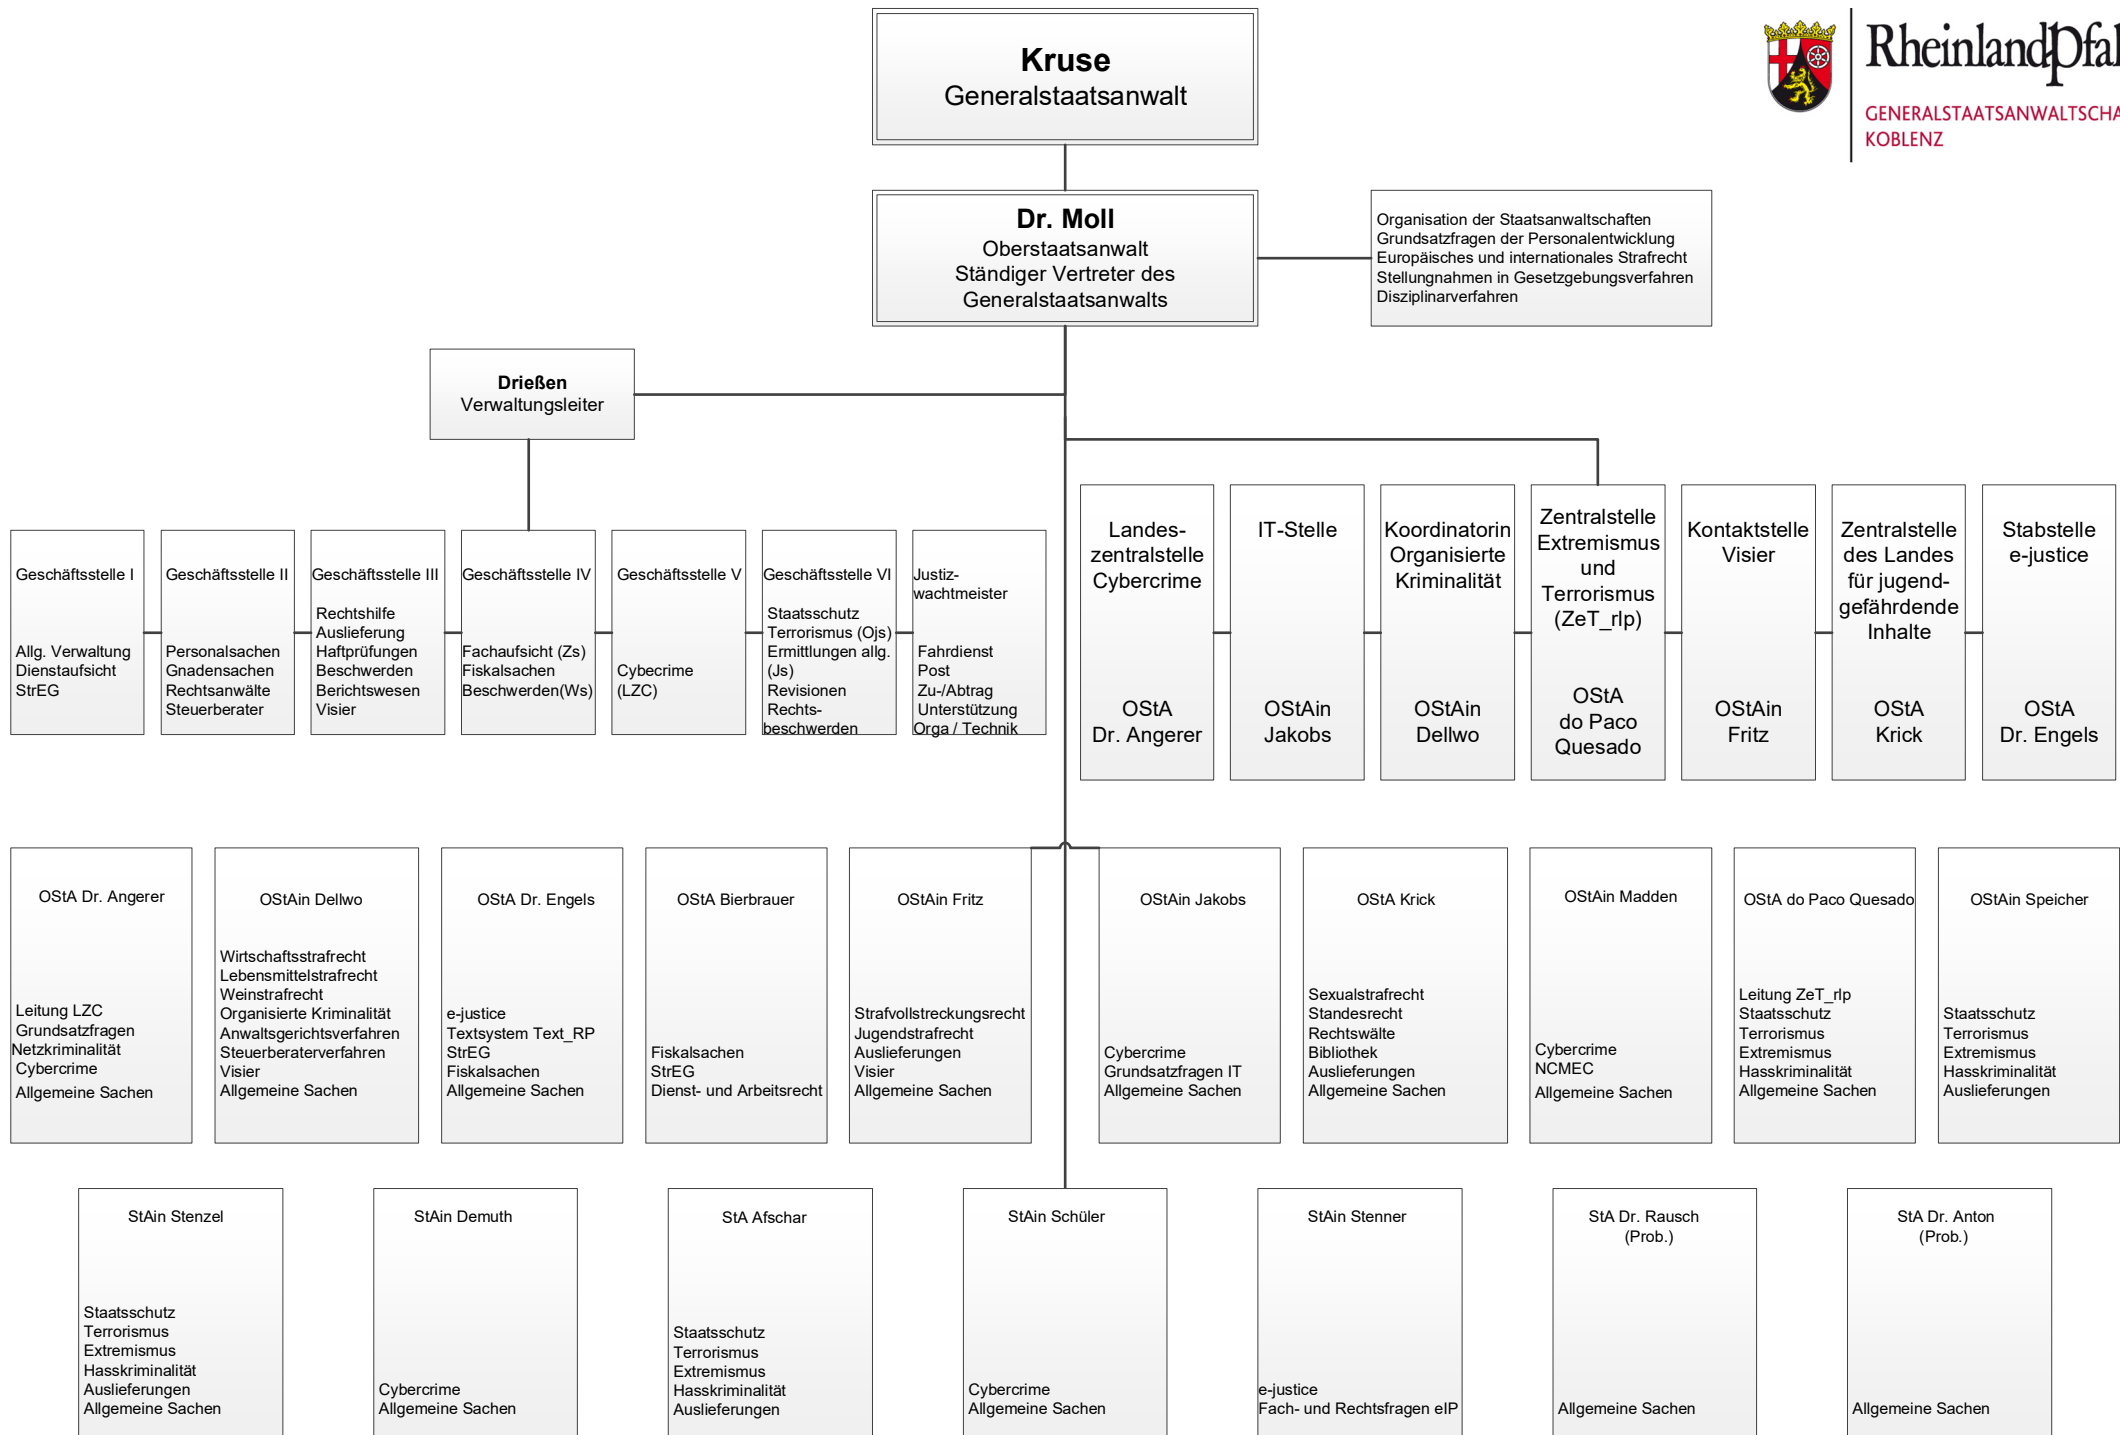 Kruse
Generalstaatsanwalt
RheinlandPfal
GENERALSTAATSANWALTSCHA
KOBLENZ
Dr. Moll
Oberstaatsanwalt
Ständiger Vertreter des
Generalstaatsanwalts
Organisation der Staatsanwaltschaften
Grundsatzfragen der Personalentwicklung
Europäisches und internationales Strafrecht
Stellungnahmen in Gesetzgebungsverfahren
Disziplinarverfahren
Drießen
Verwaltungsleiter
Geschäftsstelle I
Allg. Verwaltung
Dienstaufsicht
StrEG
Geschäftsstelle II
Personalsachen
Gnadensachen
Rechtsanwälte
Steuerberater
Geschäftsstelle III
Rechtshilfe
Auslieferung
Haftprüfungen
Beschwerden
Berichtswesen
Visier
Geschäftsstelle IV
Fachaufsicht (Zs)
Fiskalsachen
Beschwerden(Ws)
Geschäftsstelle V
Cybecrime
(LZC)
Geschäftsstelle VI
Staatsschutz
Terrorismus (Ojs)
Ermittlungen allg.
(Js)
Revisionen
Rechts-
beschwerden
Justiz-
wachtmeister
Fahrdienst
Post
Zu-/Abtrag
Unterstützung
Orga / Technik
Landes-
zentralstelle
Cybercrime
OStA
Dr. Angerer
IT-Stelle
OStAin
Jakobs
Koordinatorin
Organisierte
Kriminalität
OStAin
Dellwo
Zentralstelle
Extremismus
und
Terrorismus
(ZeT_rlp)
OStA
do Paco
Quesado
Kontaktstelle
Visier
OStAin
Fritz
Zentralstelle
des Landes
für jugend-
gefährdende
Inhalte
OStA
Krick
Stabstelle
e-justice
OStA
Dr. Engels
OStA Dr. Angerer
Leitung LZC
Grundsatzfragen
Netzkriminalität
Cybercrime
Allgemeine Sachen
OStAin Dellwo
Wirtschaftsstrafrecht
Lebensmittelstrafrecht
Weinstrafrecht
Organisierte Kriminalität
Anwaltsgerichtsverfahren
Steuerberaterverfahren
Visier
Allgemeine Sachen
OStA Dr. Engels
e-justice
Textsystem Text_RP
StrEG
Fiskalsachen
Allgemeine Sachen
OStA Bierbrauer
Fiskalsachen
StrEG
Dienst- und Arbeitsrecht
OStAin Fritz
Strafvollstreckungsrecht
Jugendstrafrecht
Auslieferungen
Visier
Allgemeine Sachen
OStAin Jakobs
Cybercrime
Grundsatzfragen IT
Allgemeine Sachen
OStA Krick
Sexualstrafrecht
Standesrecht
Rechtswälte
Bibliothek
Auslieferungen
Allgemeine Sachen
OStAin Madden
Cybercrime
NCMEC
Allgemeine Sachen
OStA do Paco Quesado
Leitung ZeT_rlp
Staatsschutz
Terrorismus
Extremismus
Hasskriminalität
Allgemeine Sachen
OStAin Speicher
Staatsschutz
Terrorismus
Extremismus
Hasskriminalität
Auslieferungen
StAin Stenzel
Staatsschutz
Terrorismus
Extremismus
Hasskriminalität
Auslieferungen
Allgemeine Sachen
StAin Demuth
Cybercrime
Allgemeine Sachen
StA Afschar
Staatsschutz
Terrorismus
Extremismus
Hasskriminalität
Auslieferungen
StAin Schüler
Cybercrime
Allgemeine Sachen
StAin Stenner
e-justice
Fach- und Rechtsfragen eIP
StA Dr. Rausch
(Prob.)
Allgemeine Sachen
StA Dr. Anton
(Prob.)
Allgemeine Sachen